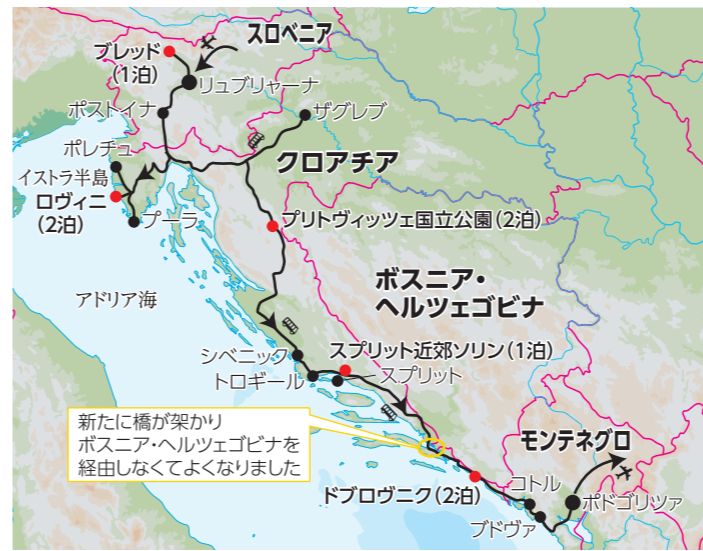 スロベニア
ブレッド
(1泊)
リュブリャーナ
ポストイナ
ザグレブ
ポレチュ
クロアチア
イストラ半島
ロヴィニ
(2泊)
プーラ
プリトヴィッツェ国立公園(2泊)
ボスニア・
ヘルツェゴビナ
アドリア海
シベニック
スプリット近郊ソリン(1泊)
トロギール
スプリット
新たに橋が架かり
ボスニア・ヘルツェゴビナを
経由しなくてよくなりました
モンテネグロ
ドブロヴニク(2泊)
コトル
ポドゴリツァ
ブドヴァ